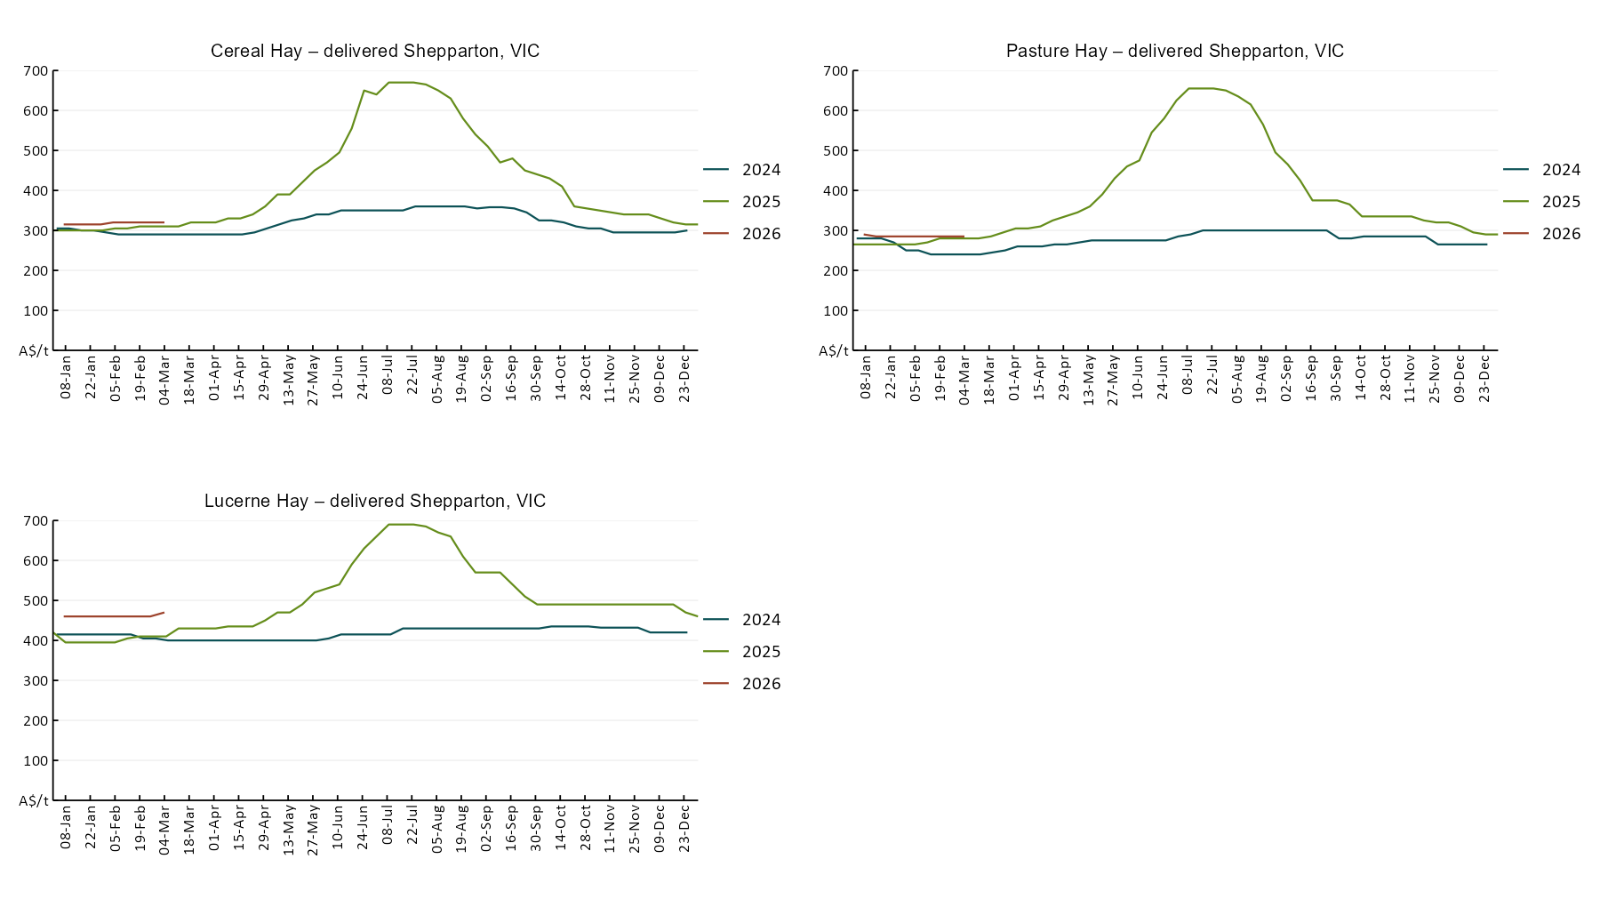 Cereal Hay – delivered Shepparton, VIC
700
600
500
400
300
200
100
A$/t
08-Jan
22-Jan
05-Feb
19-Feb
04-Mar
18-Mar
01-Apr
15-Apr
29-Apr
13-May
27-May
10-Jun
24-Jun
08-Jul
22-Jul
05-Aug
19-Aug
02-Sep
16-Sep
30-Sep
14-Oct
28-Oct
11-Nov
25-Nov
09-Dec
23-Dec
2024
2025
2026
Pasture Hay – delivered Shepparton, VIC
700
600
500
400
300
200
100
A$/t
08-Jan
22-Jan
05-Feb
19-Feb
04-Mar
18-Mar
01-Apr
15-Apr
29-Apr
13-May
27-May
10-Jun
24-Jun
08-Jul
22-Jul
05-Aug
19-Aug
02-Sep
16-Sep
30-Sep
14-Oct
28-Oct
11-Nov
25-Nov
09-Dec
23-Dec
2024
2025
2026
Lucerne Hay – delivered Shepparton, VIC
700
600
500
400
300
200
100
A$/t
08-Jan
22-Jan
05-Feb
19-Feb
04-Mar
18-Mar
01-Apr
15-Apr
29-Apr
13-May
27-May
10-Jun
24-Jun
08-Jul
22-Jul
05-Aug
19-Aug
02-Sep
16-Sep
30-Sep
14-Oct
28-Oct
11-Nov
25-Nov
09-Dec
23-Dec
2024
2025
2026